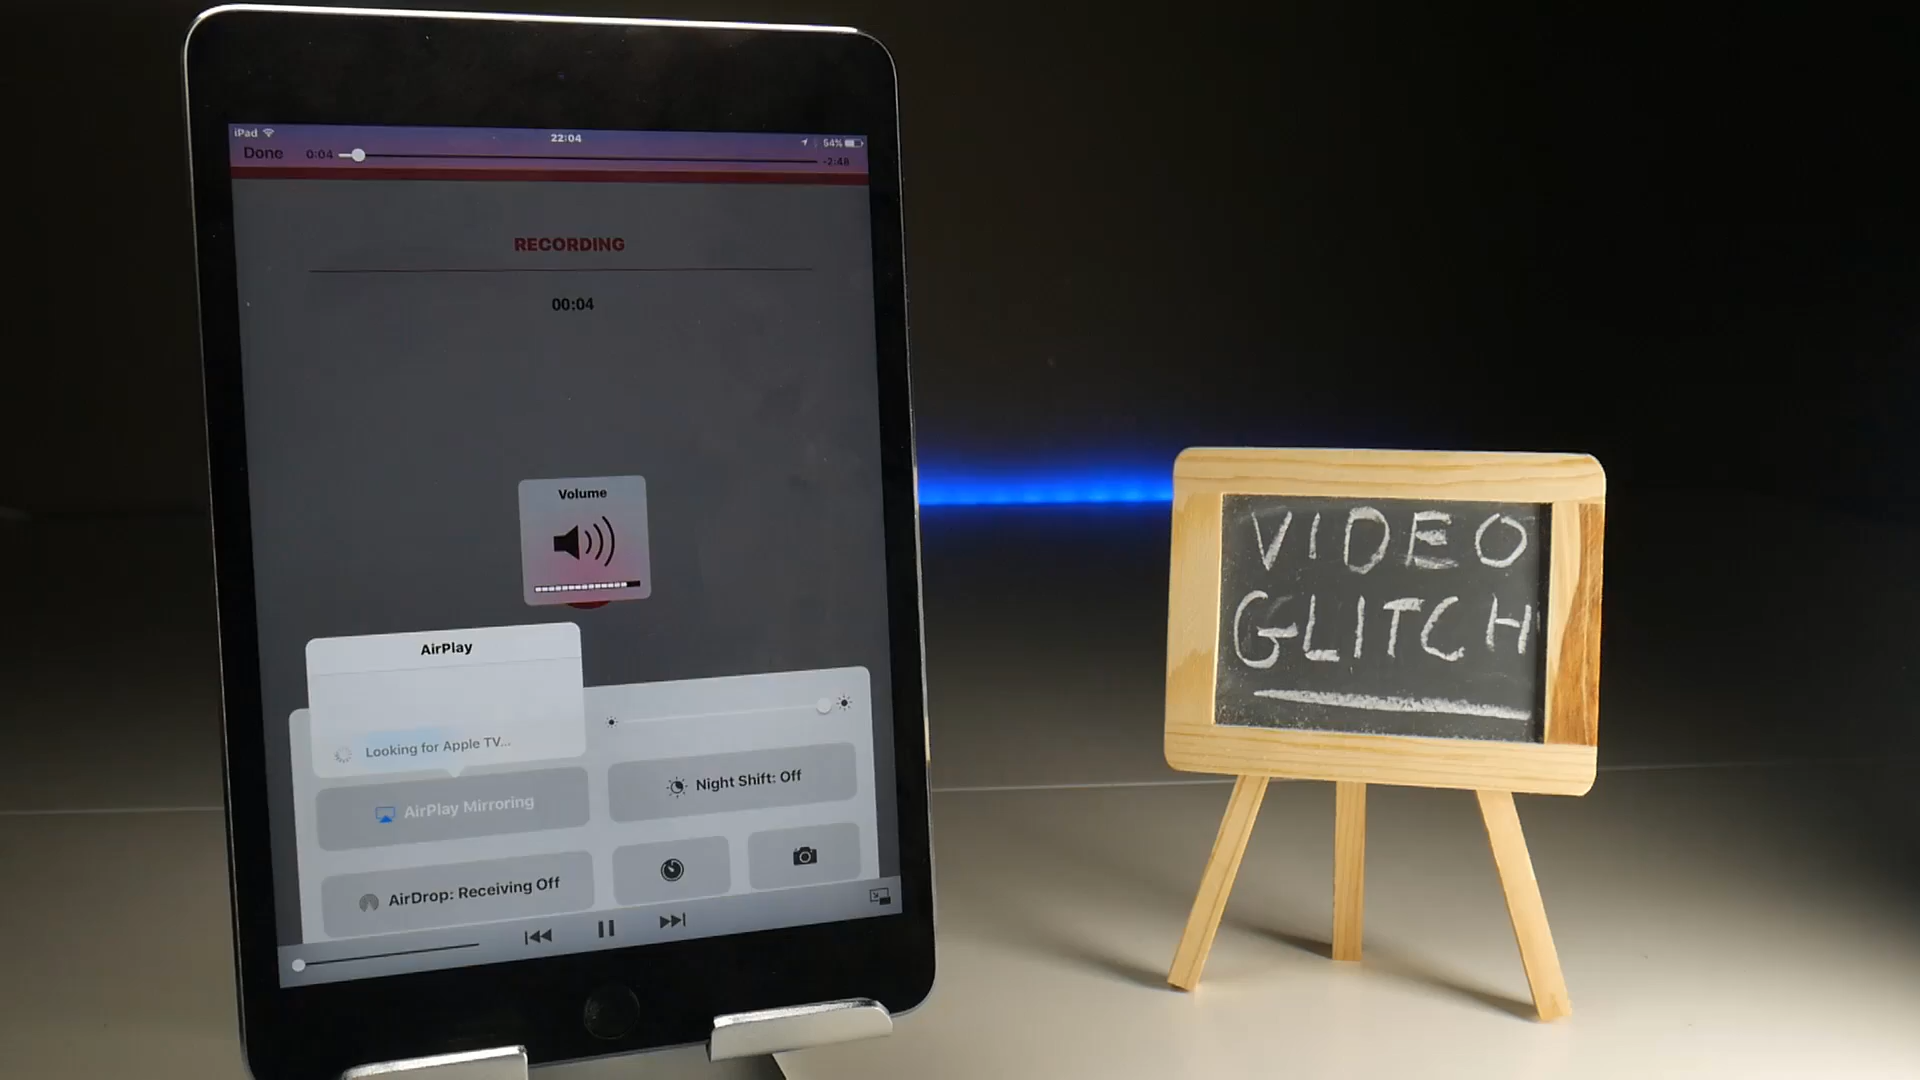 iPad
22:04
54%
Done
0:04
-2:48
RECORDING
00:04
Volume
AirPlay
Looking for Apple TV...
AirPlay Mirroring
Night Shift: Off
AirDrop: Receiving Off
VIDEO
GLITCH